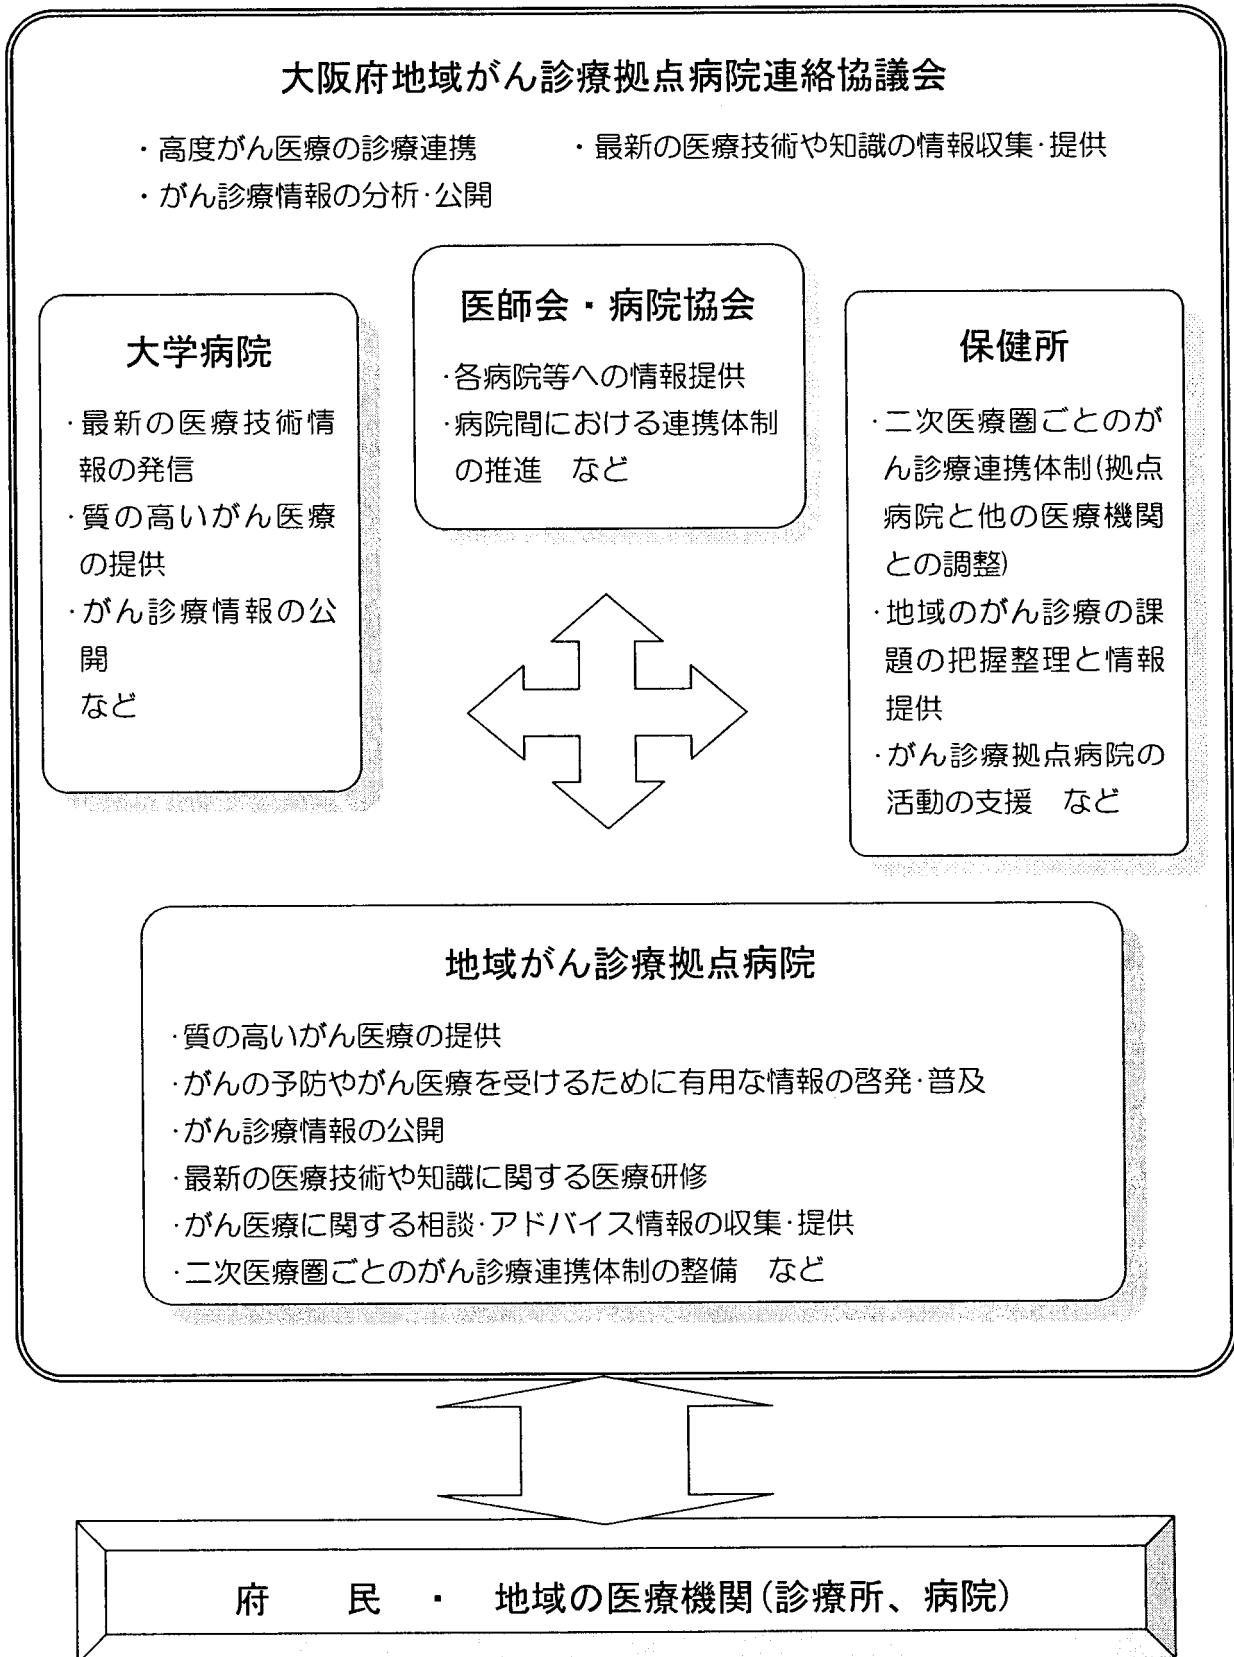 大阪府地域がん診療拠点病院連絡協議会
・高度がん医療の診療連携　・最新の医療技術や知識の情報収集・提供
・がん診療情報の分析・公開
大学病院
・最新の医療技術情
報の発信
・質の高いがん医療
の提供
・がん診療情報の公
開
など
医師会・病院協会
・各病院等への情報提供
・病院間における連携体制
の推進　など
保健所
・二次医療圏ごとのが
ん診療連携体制(拠点
病院と他の医療機関
との調整)
・地域のがん診療の課
題の把握整理と情報
提供
・がん診療拠点病院の
活動の支援　など
地域がん診療拠点病院
・質の高いがん医療の提供
・がんの予防やがん医療を受けるために有用な情報の啓発・普及
・がん診療情報の公開
・最新の医療技術や知識に関する医療研修
・がん医療に関する相談・アドバイス情報の収集・提供
・二次医療圏ごとのがん診療連携体制の整備　など
府　民　・　地域の医療機関(診療所、病院)